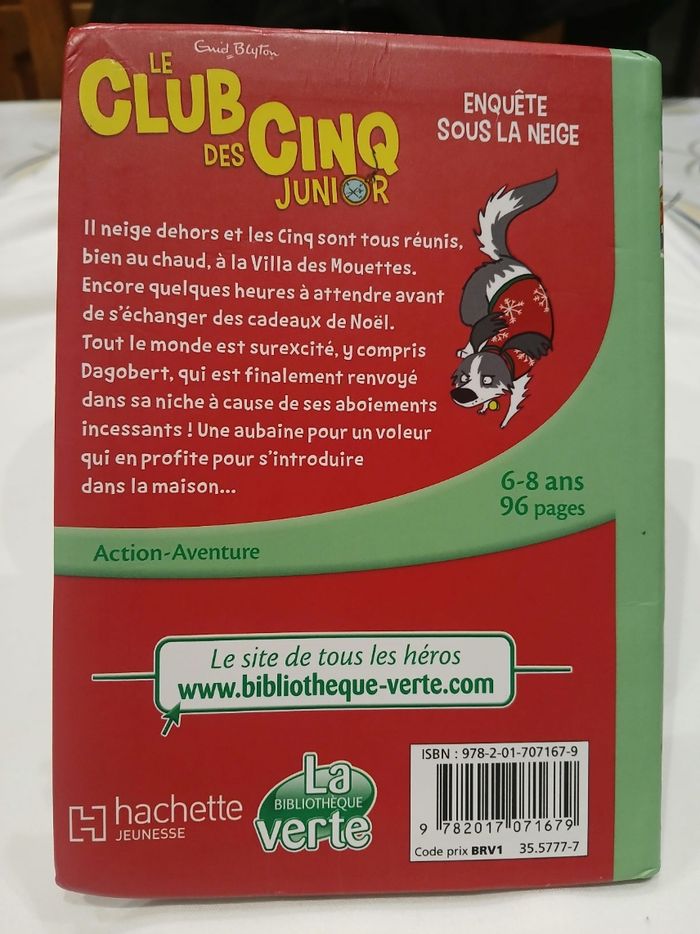 Enid Blyton
LE
CLUB
DES CINQ
JUNIOR
ENQUÊTE
SOUS LA NEIGE
Il neige dehors et les Cinq sont tous réunis,
bien au chaud, à la Villa des Mouettes.
Encore quelques heures à attendre avant
de s'échanger des cadeaux de Noël.
Tout le monde est surexcité, y compris
Dagobert, qui est finalement renvoyé
dans sa niche à cause de ses aboiements
incessants ! Une aubaine pour un voleur
qui en profite pour s'introduire
dans la maison...
6-8 ans
96 pages
Action-Aventure
Le site de tous les héros
www.bibliotheque-verte.com
hachette
JEUNESSE
La
BIBLIOTHÈQUE
verte
ISBN : 978-2-01-707167-9
9 782017 071679
Code prix BRV1 35.5777-7